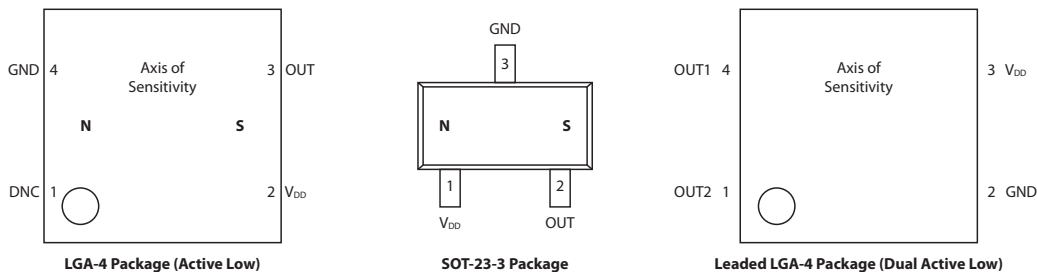 GND 4
Axis of
Sensitivity
3 OUT
N S
DNC 1
2 VDD
LGA-4 Package (Active Low)
GND
3
N S
1 2
VDD OUT
SOT-23-3 Package
OUT1 4
Axis of
Sensitivity
3 VDD
OUT2 1
2 GND
Leaded LGA-4 Package (Dual Active Low)